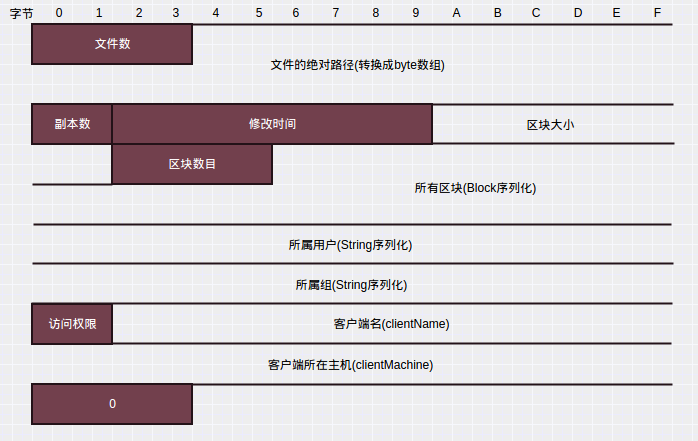 字节 0 1 2 3 4 5 6 7 8 9 A B C D E F
文件数
文件的绝对路径(转换成byte数组)
副本数 修改时间 区块大小
区块数目
所有区块(Block序列化)
所属用户(String序列化)
所属组(String序列化)
访问权限 客户端名(clientName)
客户端所在主机(clientMachine)
0